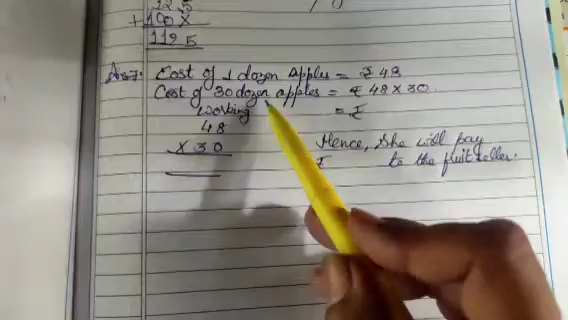 125
+ 100X
1125
Ans7. Cost of 1 dozen Apples = ₹ 48
Cost of 30 dozen apples = ₹ 48 X 30.
Working = ₹
48
X 30
Hence, She will pay
₹ to the fruit seller.